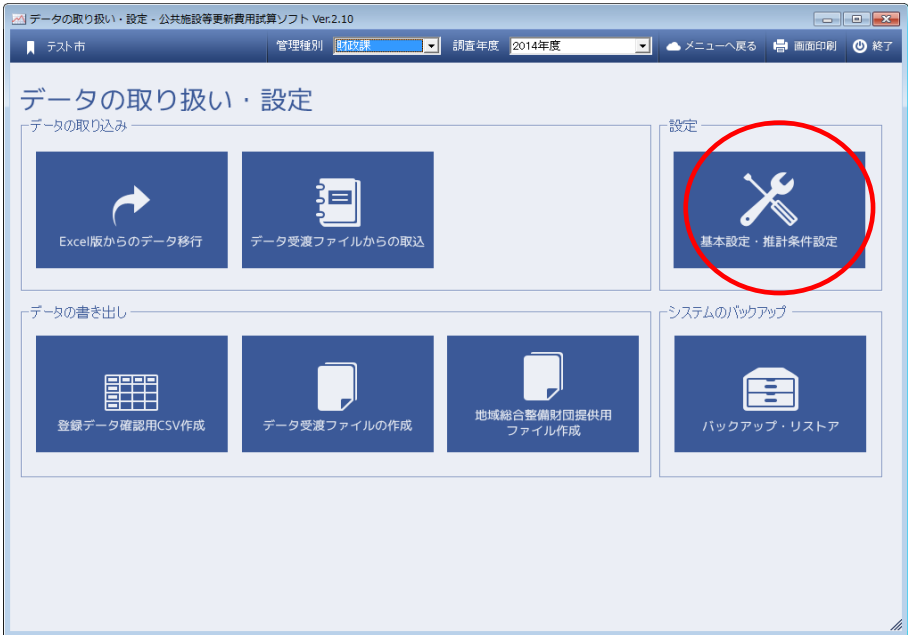 データの取り扱い・設定 - 公共施設等更新費用試算ソフト Ver.2.10
テスト市 管理種別 財政課 調査年度 2014年度 メニューへ戻る 画面印刷 終了
データの取り扱い・設定
データの取り込み
設定
Excel版からのデータ移行
データ受渡ファイルからの取込
基本設定・推計条件設定
データの書き出し
システムのバックアップ
登録データ確認用CSV作成
データ受渡ファイルの作成
地域総合整備財団提供用
ファイル作成
バックアップ・リストア